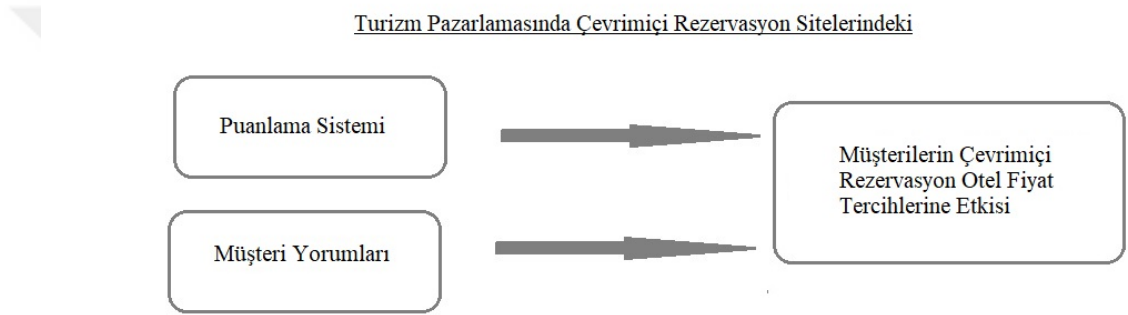 Turizm Pazarlamasında Çevrimiçi Rezervasyon Sitelerindeki
Puanlama Sistemi
Müşterilerin Çevrimiçi
Rezervasyon Otel Fiyat
Tercihlerine Etkisi
Müşteri Yorumları